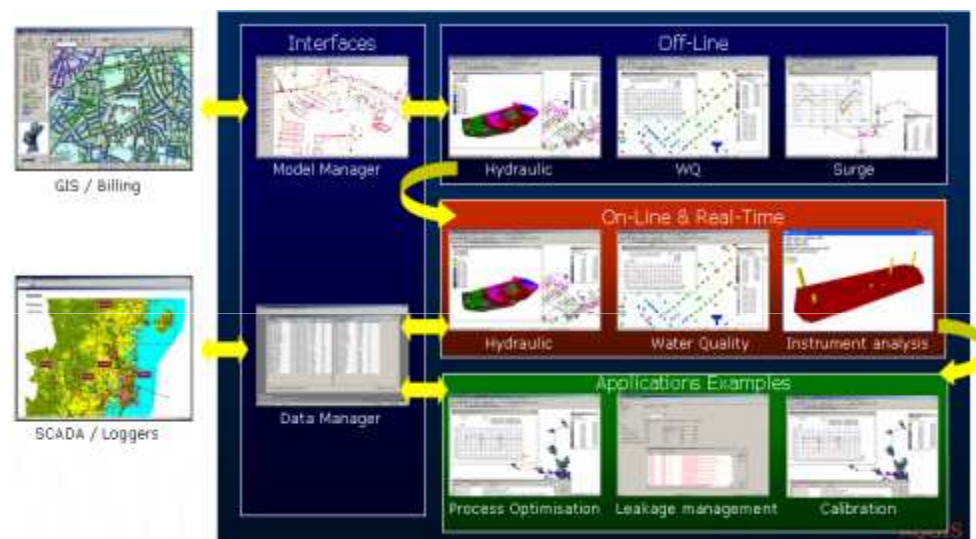 Interfaces
Off-Line
Model Manager
Hydraulic
WQ
Surge
GIS / Billing
On-Line & Real-Time
Hydraulic
Water Quality
Instrument analysis
Data Manager
SCADA / Loggers
Applications Examples
Process Optimisation
Leakage management
Calibration